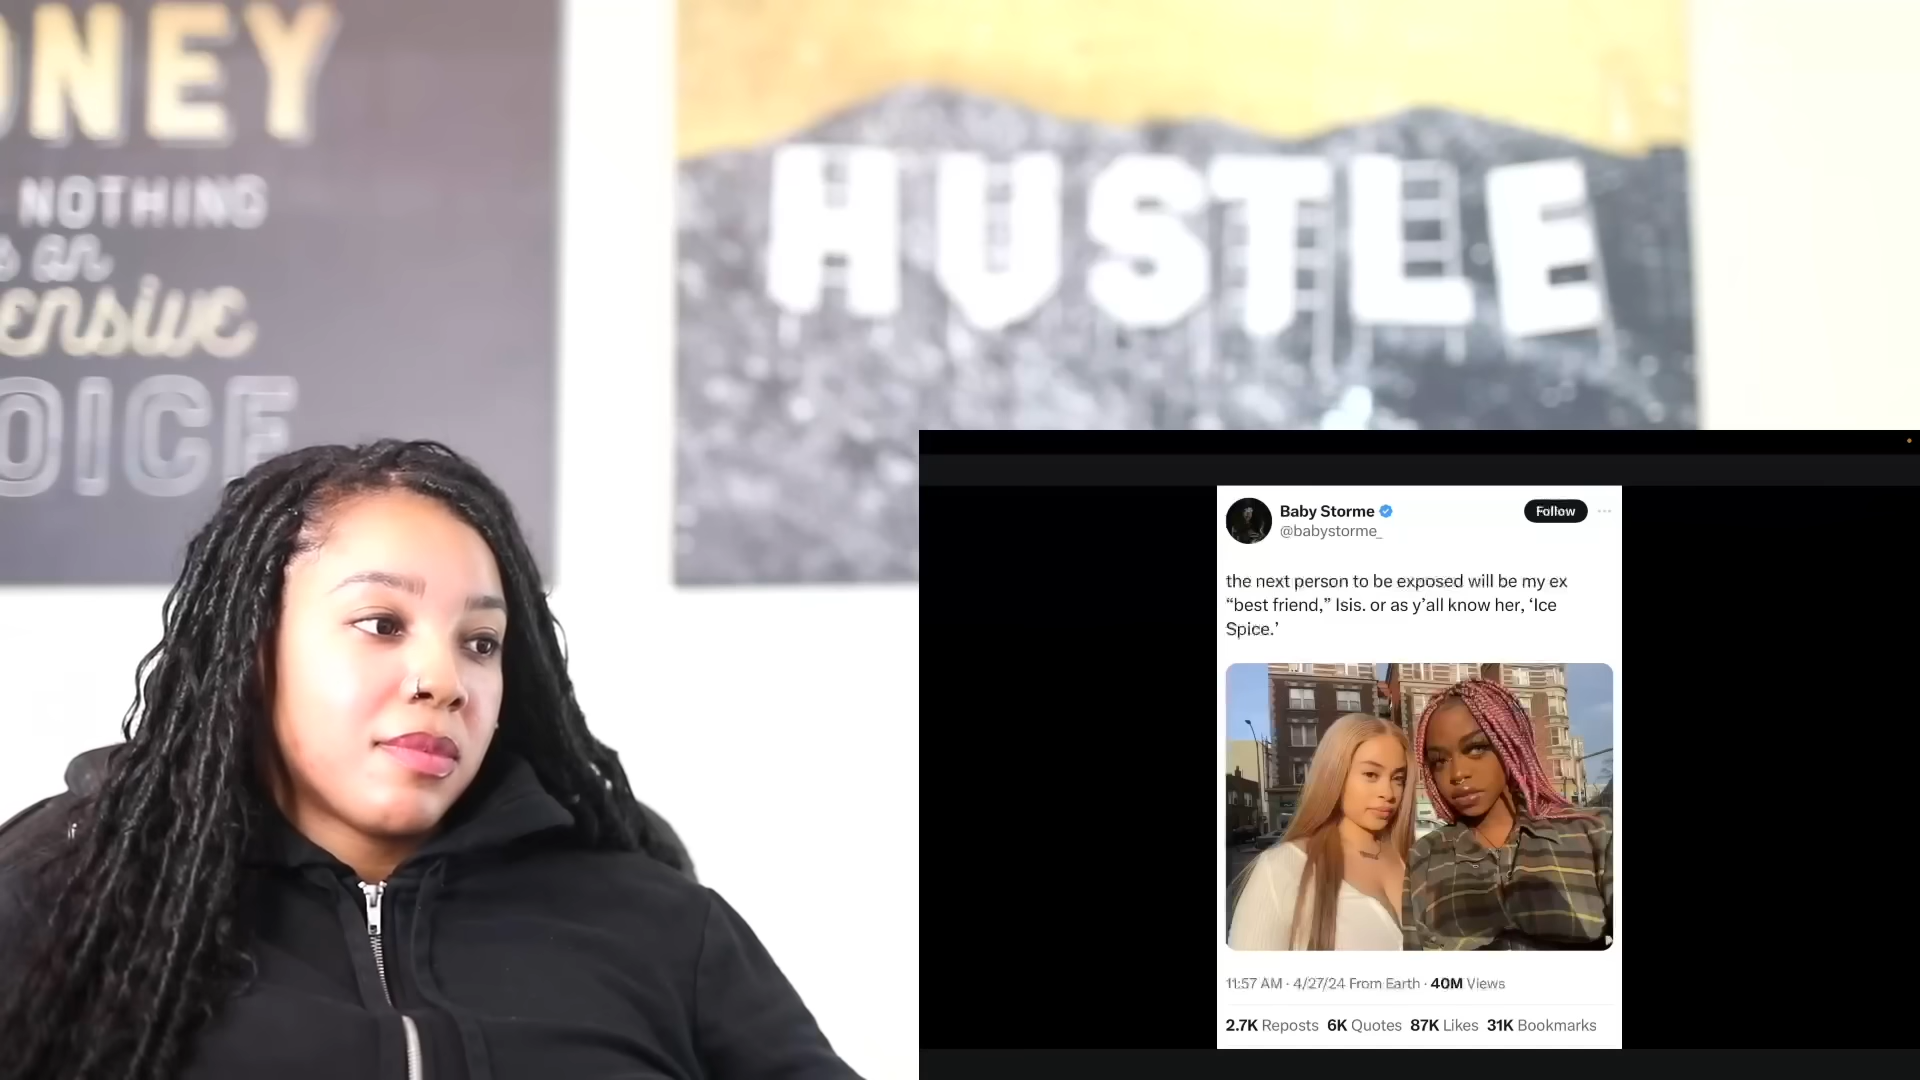 ONEY
NOTHING
s an
ensive
OICE
HUSTLE
Baby Storme
Follow
@babystorme_
the next person to be exposed will be my ex
“best friend,” Isis. or as y’all know her, ‘Ice
Spice.’
11:57 AM · 4/27/24 From Earth · 40M Views
2.7K Reposts 6K Quotes 87K Likes 31K Bookmarks